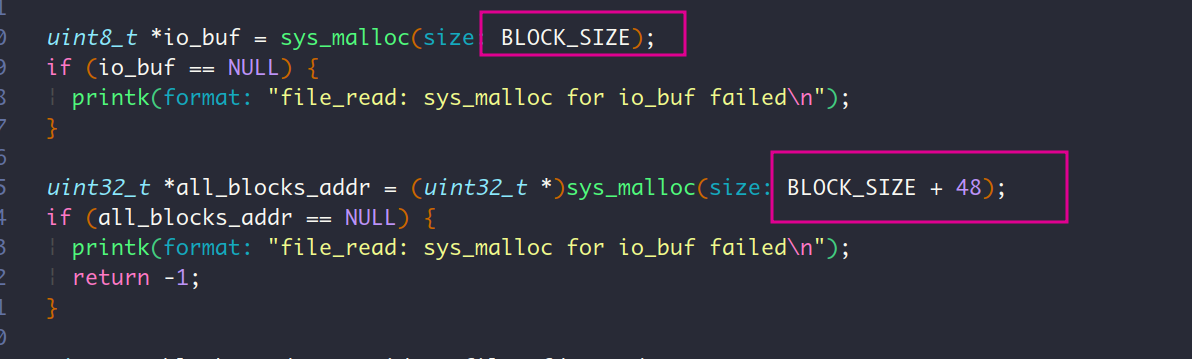 uint8_t *io_buf = sys_malloc(size: BLOCK_SIZE);
if (io_buf == NULL) {
printk(format: "file_read: sys_malloc for io_buf failed\n");
}
uint32_t *all_blocks_addr = (uint32_t *)sys_malloc(size: BLOCK_SIZE + 48);
if (all_blocks_addr == NULL) {
printk(format: "file_read: sys_malloc for io_buf failed\n");
return -1;
}